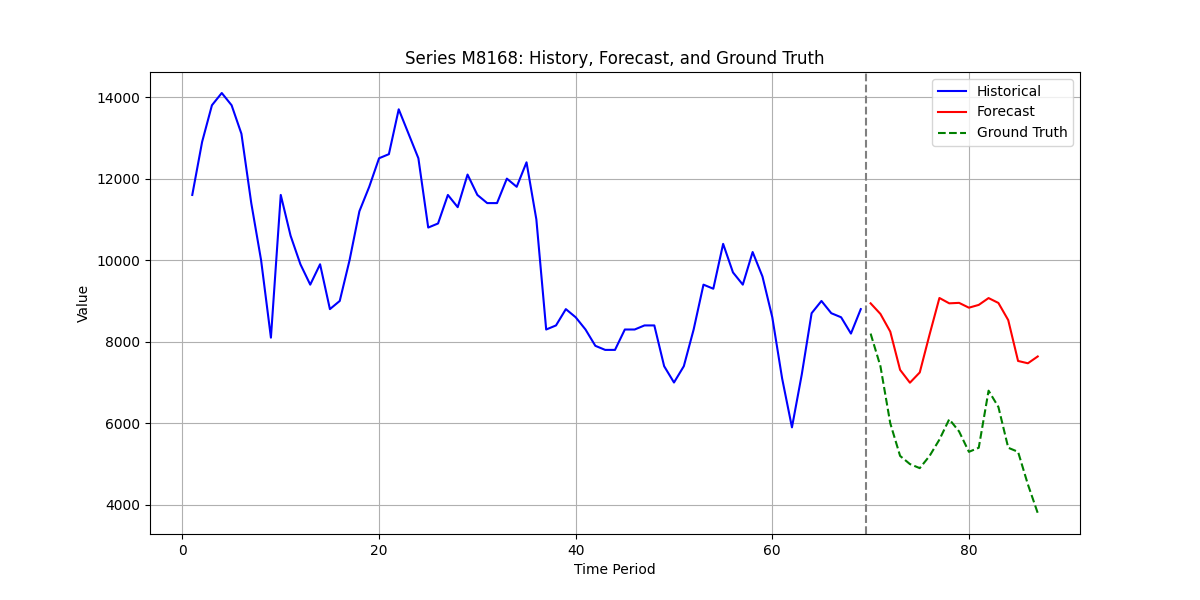 Series M8168: History, Forecast, and Ground Truth
Historical
Forecast
Ground Truth
14000
12000
10000
8000
6000
4000
Value
0
20
40
60
80
Time Period